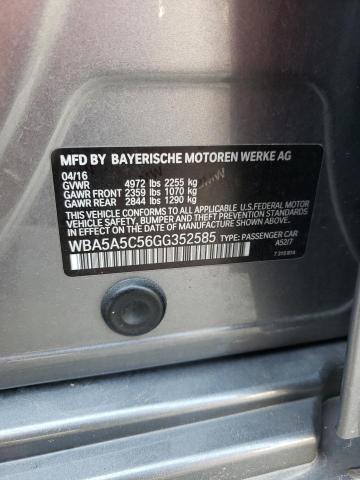 MFD BY BAYERISCHE MOTOREN WERKE AG
04/16
GVWR 4972 lbs 2255 kg
GAWR FRONT 2359 lbs 1070 kg
GAWR REAR 2844 lbs 1290 kg
THIS VEHICLE CONFORMS TO ALL APPLICABLE U.S.FEDERAL MOTOR
VEHICLE SAFETY, BUMPER AND THEFT PREVENTION STANDARDS
IN EFFECT ON THE DATE OF MANUFACTURE SHOWN ABOVE.
WBA5A5C56GG352585 TYPE: PASSENGER CAR
A52/7